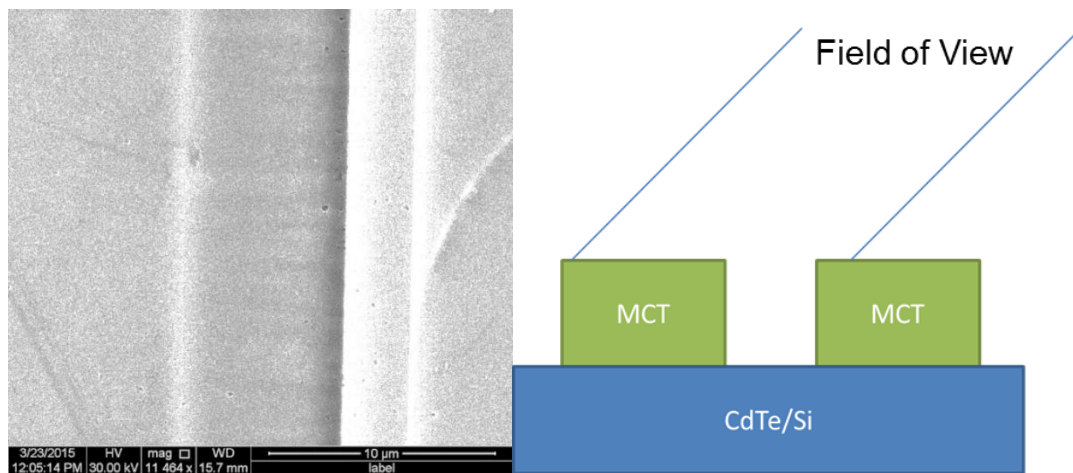 Field of View
MCT MCT
CdTe/Si
3/23/2015 HV mag □ WD 10 µm
12:05:14 PM 30.00 kV 11 464 x 15.7 mm label